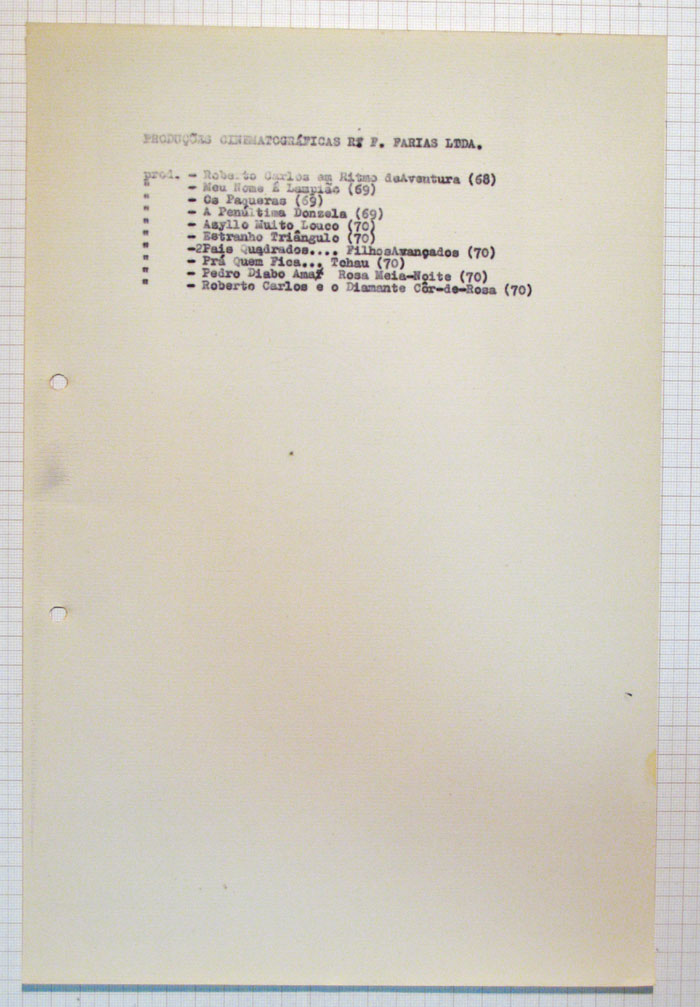 PRODUÇÕES CINEMATOGRÁFICAS R. F. FARIAS LTDA.
prod. - Roberto Carlos em Ritmo deAventura (68)
" - Meu Nome É Lampião (69)
" - Os Paqueras (69)
" - A Penúltima Donzela (69)
" - Asyllo Muito Louco (70)
" - Estranho Triângulo (70)
" -2Pais Quadrados.... FilhosAvançados (70)
" - Prá Quem Fica... Tchau (70)
" - Pedro Diabo Ama Rosa Meia-Noite (70)
" - Roberto Carlos e o Diamante Côr-de-Rosa (70)